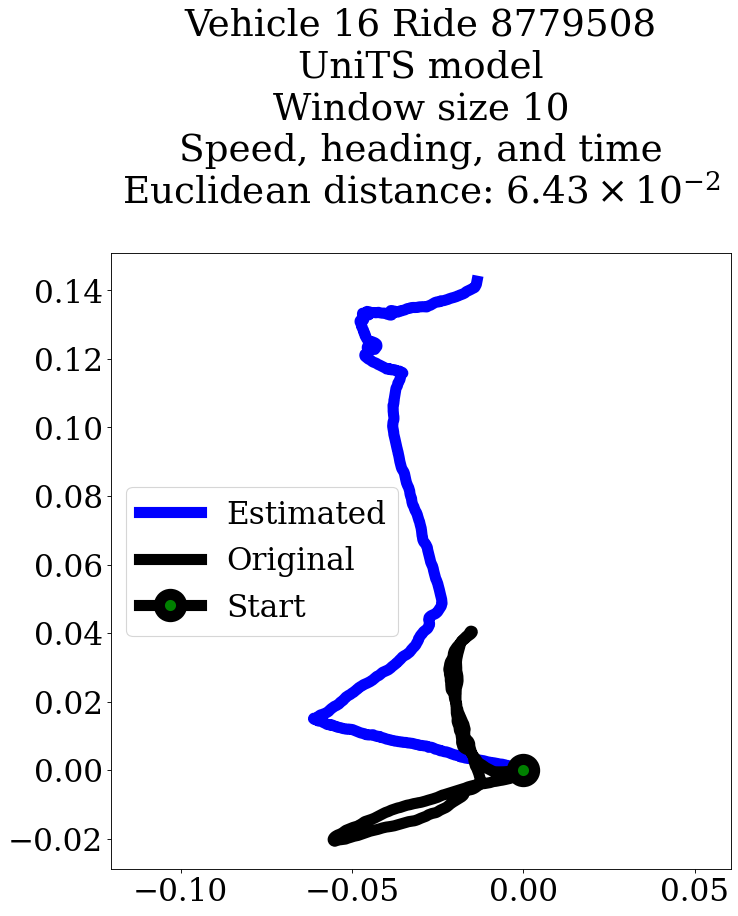 Vehicle 16 Ride 8779508
UniTS model
Window size 10
Speed, heading, and time
Euclidean distance: 6.43 × 10⁻²
0.14
0.12
0.10
0.08
0.06
0.04
0.02
0.00
−0.02
Estimated
Original
Start
−0.10
−0.05
0.00
0.05